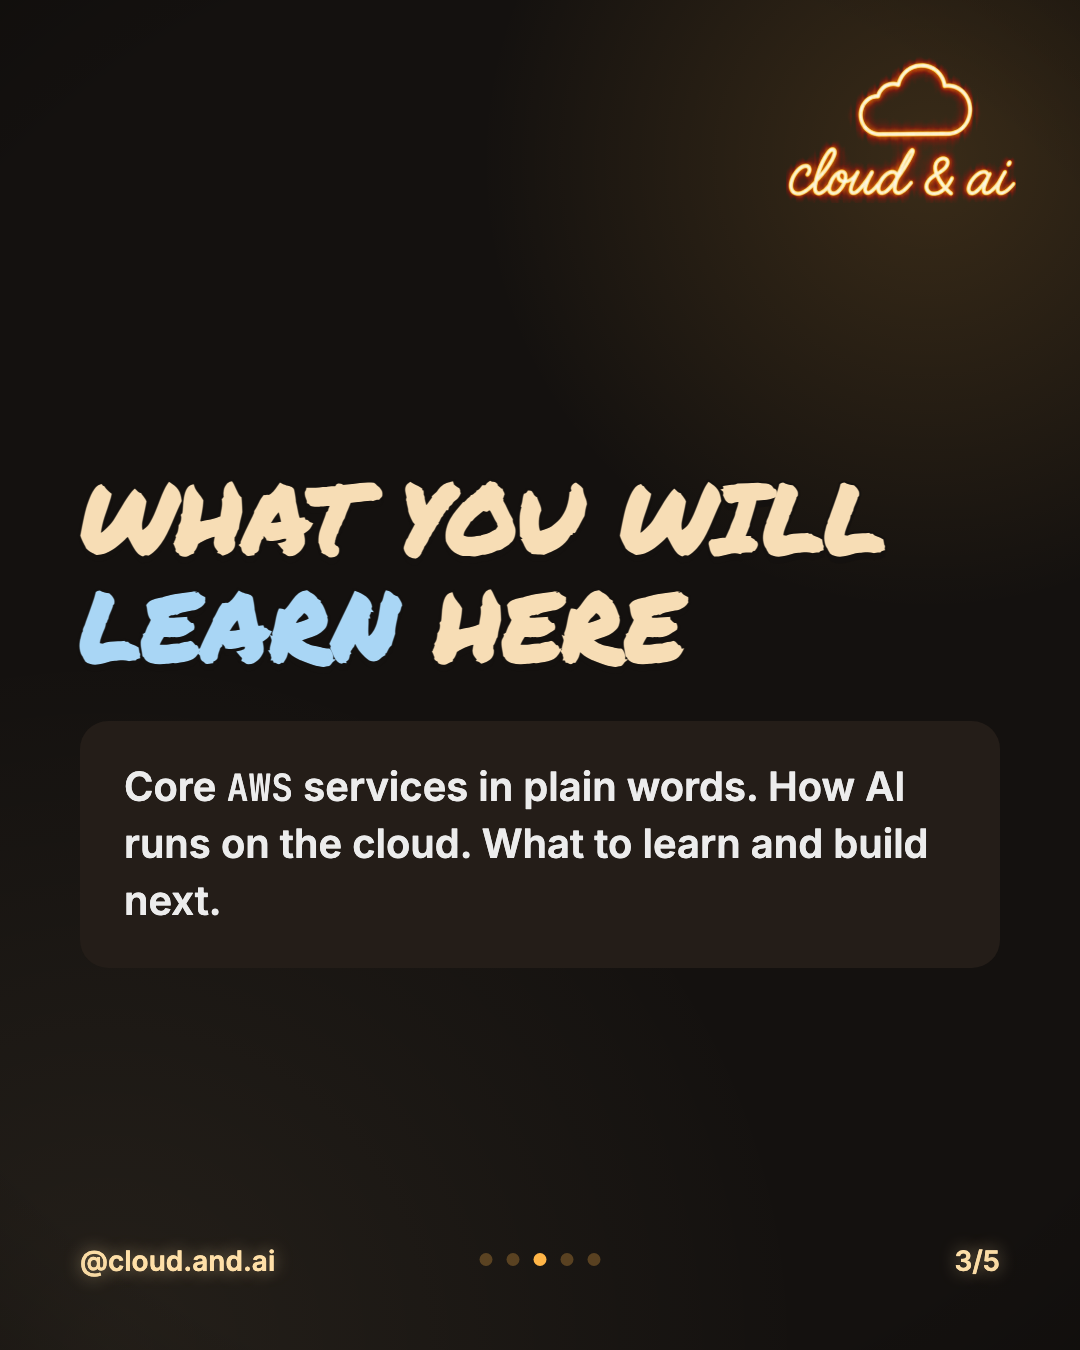 cloud & ai
WHAT YOU WILL
LEARN HERE
Core AWS services in plain words. How AI
runs on the cloud. What to learn and build
next.
@cloud.and.ai
3/5